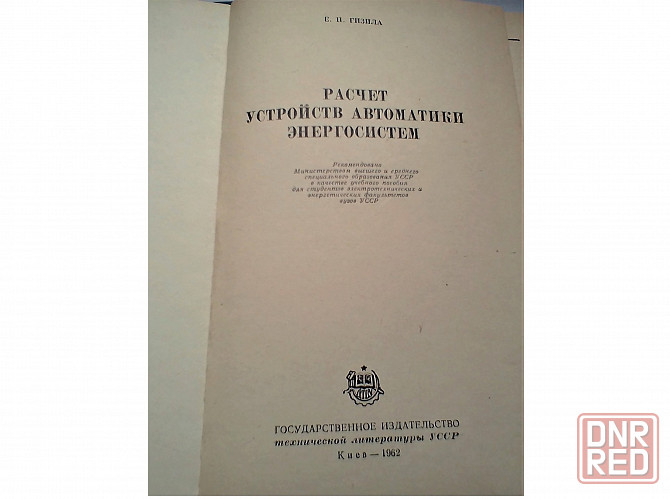 Е. П. ГИЗИЛА
РАСЧЕТ
УСТРОЙСТВ АВТОМАТИКИ
ЭНЕРГОСИСТЕМ
Рекомендовано
Министерством высшего и среднего
специального образования УССР
в качестве учебного пособия
для студентов электротехнических и
энергетических факультетов
вузов УССР
ГОСУДАРСТВЕННОЕ ИЗДАТЕЛЬСТВО
технической литературы УССР
Киев — 1962
DNR
RED